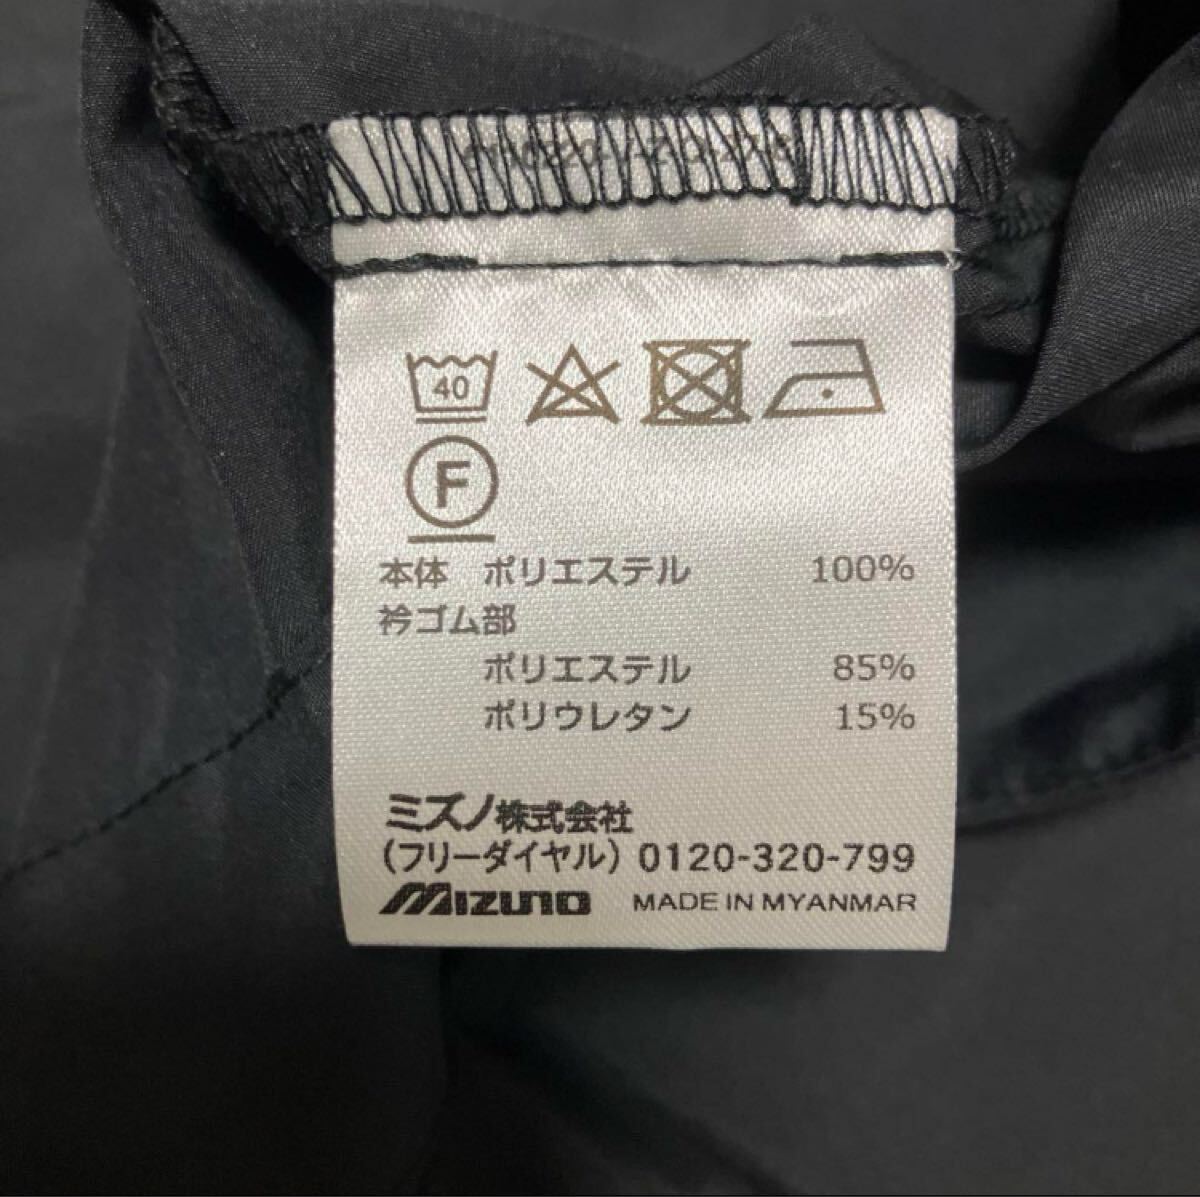 40
F
本体 ポリエステル 100%
衿ゴム部
ポリエステル 85%
ポリウレタン 15%
ミズノ株式会社
(フリーダイヤル) 0120-320-799
MIZUNO MADE IN MYANMAR